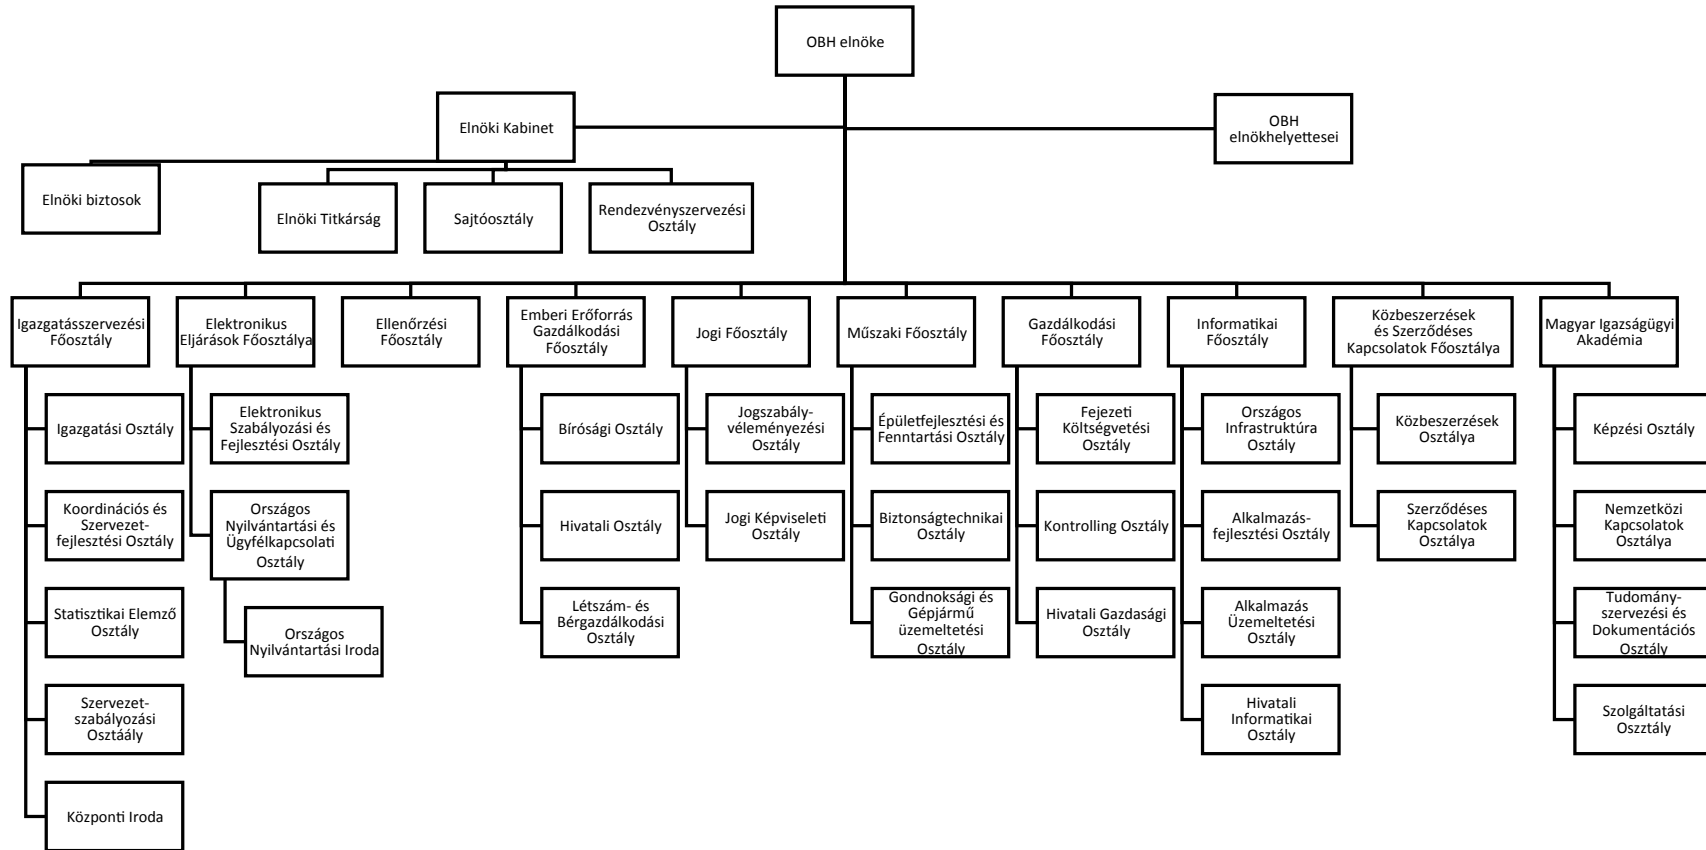 OBH elnöke
Elnöki Kabinet
OBH
elnökhelyettesei
Elnöki biztosok
Elnöki Titkárság
Sajtóosztály
Rendezvényszervezési
Osztály
Igazgatásszervezési
Főosztály
Elektronikus
Eljárások Főosztálya
Ellenőrzési
Főosztály
Emberi Erőforrás
Gazdálkodási
Főosztály
Jogi Főosztály
Műszaki Főosztály
Gazdálkodási
Főosztály
Informatikai
Főosztály
Közbeszerzések
és Szerződéses
Kapcsolatok Főosztálya
Magyar Igazságügyi
Akadémia
Igazgatási Osztály
Koordinációs és
Szervezet-
fejlesztési Osztály
Statisztikai Elemző
Osztály
Szervezet-
szabályozási
Osztáály
Központi Iroda
Elektronikus
Szabályozási és
Fejlesztési Osztály
Országos
Nyilvántartási és
Ügyfélkapcsolati
Osztály
Országos
Nyilvántartási Iroda
Bírósági Osztály
Hivatali Osztály
Létszám- és
Bérgazdálkodási
Osztály
Jogszabály-
véleményezési
Osztály
Jogi Képviseleti
Osztály
Épületfejlesztési és
Fenntartási Osztály
Biztonságtechnikai
Osztály
Gondnoksági és
Gépjármű
üzemeltetési
Osztály
Fejezeti
Költségvetési
Osztály
Kontrolling Osztály
Hivatali Gazdasági
Osztály
Országos
Infrastruktúra
Osztály
Alkalmazás-
fejlesztési Osztály
Alkalmazás
Üzemeltetési
Osztály
Hivatali
Informatikai
Osztály
Közbeszerzések
Osztálya
Szerződéses
Kapcsolatok
Osztálya
Képzési Osztály
Nemzetközi
Kapcsolatok
Osztálya
Tudomány-
szervezési és
Dokumentációs
Osztály
Szolgáltatási
Oszztály